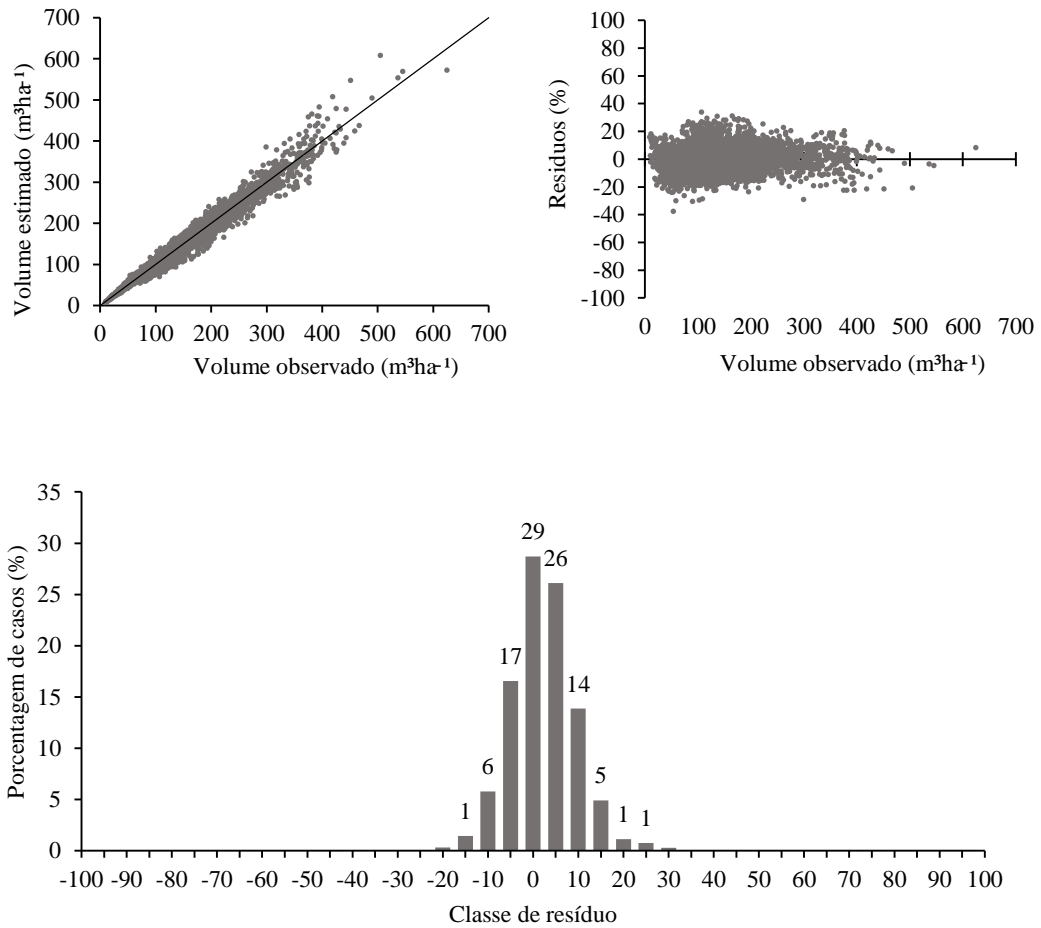 700
600
500
400
300
200
100
0
Volume estimado (m³ha⁻¹)
0 100 200 300 400 500 600 700
Volume observado (m³ha⁻¹)
100
80
60
40
20
0
-20
-40
-60
-80
-100
Residuos (%)
0 100 200 300 400 500 600 700
Volume observado (m³ha⁻¹)
35
30
25
20
15
10
5
0
Porcentagem de casos (%)
1 6 17 29 26 14 5 1 1
-100 -90 -80 -70 -60 -50 -40 -30 -20 -10 0 10 20 30 40 50 60 70 80 90 100
Classe de resíduo